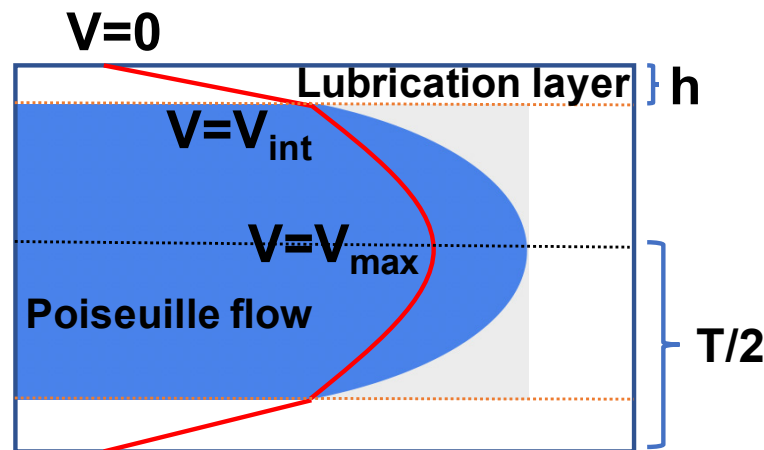 V=0
Lubrication layer
h
V=Vint
V=Vmax
Poiseuille flow
T/2